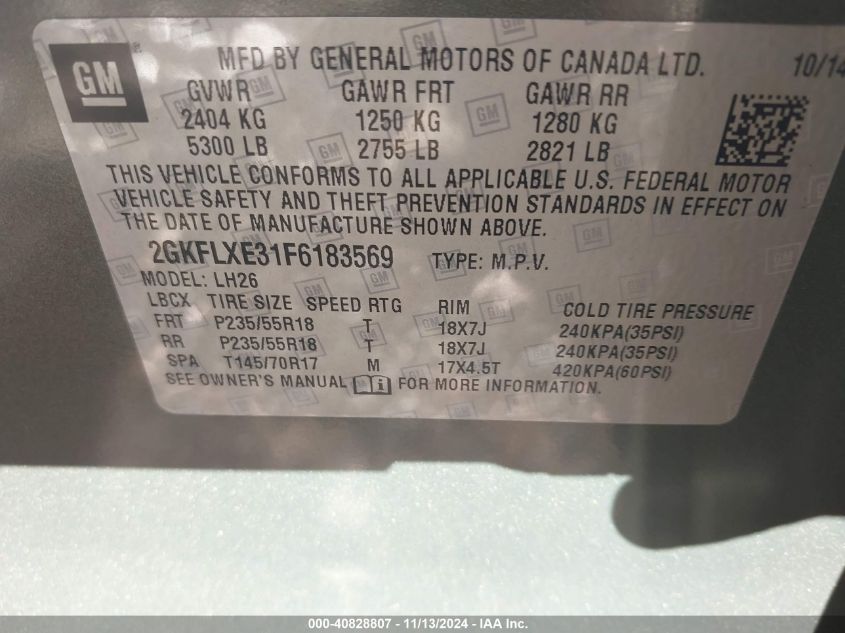 GM
MFD BY GENERAL MOTORS OF CANADA LTD. 10/14
GVWR GAWR FRT GAWR RR
2404 KG 1250 KG 1280 KG
5300 LB 2755 LB 2821 LB
THIS VEHICLE CONFORMS TO ALL APPLICABLE U.S. FEDERAL MOTOR
VEHICLE SAFETY AND THEFT PREVENTION STANDARDS IN EFFECT ON
THE DATE OF MANUFACTURE SHOWN ABOVE.
2GKFLXE31F6183569 TYPE: M.P.V.
MODEL: LH26
LBCX TIRE SIZE SPEED RTG RIM COLD TIRE PRESSURE
FRT P235/55R18 T 18X7J 240KPA(35PSI)
RR P235/55R18 T 18X7J 240KPA(35PSI)
SPA T145/70R17 M 17X4.5T 420KPA(60PSI)
SEE OWNER'S MANUAL FOR MORE INFORMATION.
000-40828807 - 11/13/2024 - IAA Inc.